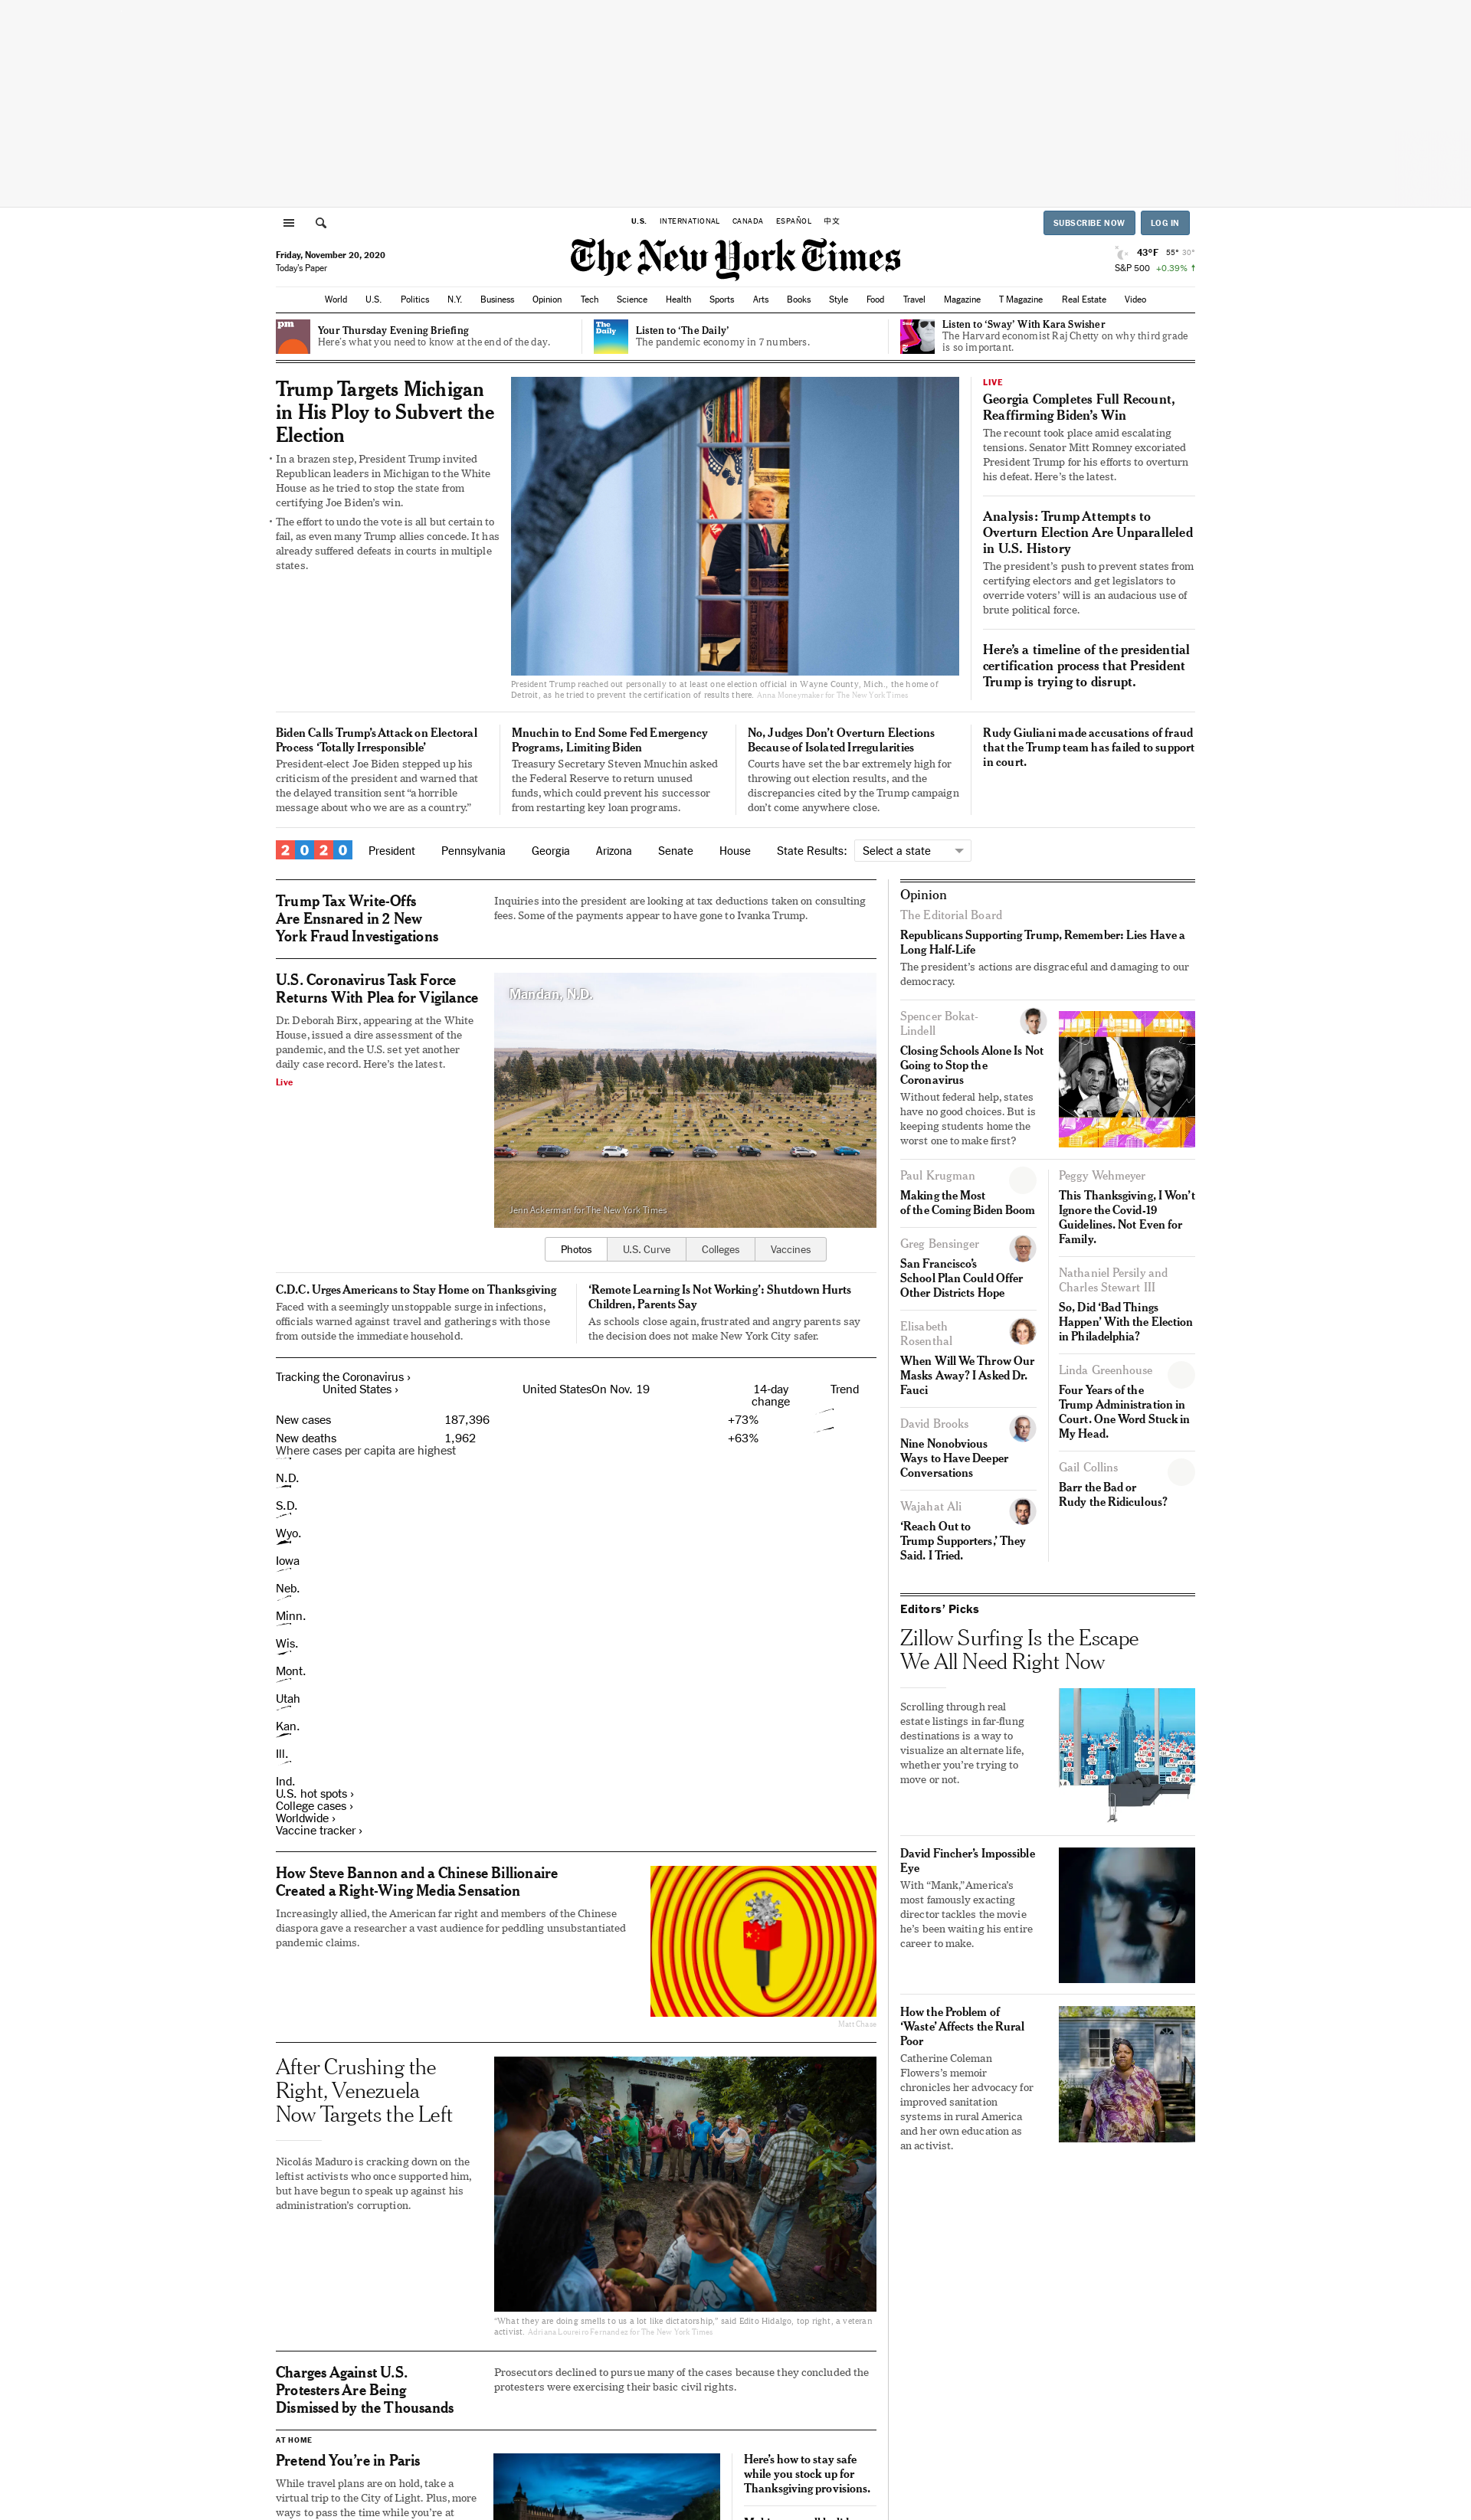 U.S.
INTERNATIONAL
CANADA
ESPAÑOL
中文
SUBSCRIBE NOW
LOG IN
Friday, November 20, 2020
Today's Paper
The New York Times
43°F 55° 30°
S&P 500 +0.39% ↑
World U.S. Politics N.Y. Business Opinion Tech Science Health Sports Arts Books Style Food Travel Magazine T Magazine Real Estate Video
pm
Your Thursday Evening Briefing
Here's what you need to know at the end of the day.
The
Daily
Listen to ‘The Daily’
The pandemic economy in 7 numbers.
Listen to ‘Sway’ With Kara Swisher
The Harvard economist Raj Chetty on why third grade
is so important.
Trump Targets Michigan
in His Ploy to Subvert the
Election
• In a brazen step, President Trump invited
Republican leaders in Michigan to the White
House as he tried to stop the state from
certifying Joe Biden's win.
• The effort to undo the vote is all but certain to
fail, as even many Trump allies concede. It has
already suffered defeats in courts in multiple
states.
President Trump reached out personally to at least one election official in Wayne County, Mich., the home of
Detroit, as he tried to prevent the certification of results there. Anna Moneymaker for The New York Times
LIVE
Georgia Completes Full Recount,
Reaffirming Biden’s Win
The recount took place amid escalating
tensions. Senator Mitt Romney excoriated
President Trump for his efforts to overturn
his defeat. Here’s the latest.
Analysis: Trump Attempts to
Overturn Election Are Unparalleled
in U.S. History
The president’s push to prevent states from
certifying electors and get legislators to
override voters’ will is an audacious use of
brute political force.
Here’s a timeline of the presidential
certification process that President
Trump is trying to disrupt.
Biden Calls Trump’s Attack on Electoral
Process ‘Totally Irresponsible’
President-elect Joe Biden stepped up his
criticism of the president and warned that
the delayed transition sent “a horrible
message about who we are as a country.”
Mnuchin to End Some Fed Emergency
Programs, Limiting Biden
Treasury Secretary Steven Mnuchin asked
the Federal Reserve to return unused
funds, which could prevent his successor
from restarting key loan programs.
No, Judges Don’t Overturn Elections
Because of Isolated Irregularities
Courts have set the bar extremely high for
throwing out election results, and the
discrepancies cited by the Trump campaign
don’t come anywhere close.
Rudy Giuliani made accusations of fraud
that the Trump team has failed to support
in court.
2020 President Pennsylvania Georgia Arizona Senate House State Results: Select a state
Trump Tax Write-Offs
Are Ensnared in 2 New
York Fraud Investigations
Inquiries into the president are looking at tax deductions taken on consulting
fees. Some of the payments appear to have gone to Ivanka Trump.
U.S. Coronavirus Task Force
Returns With Plea for Vigilance
Dr. Deborah Birx, appearing at the White
House, issued a dire assessment of the
pandemic, and the U.S. set yet another
daily case record. Here's the latest.
Live
Mandan, N.D.
Jenn Ackerman for The New York Times
Photos
U.S. Curve
Colleges
Vaccines
C.D.C. Urges Americans to Stay Home on Thanksgiving
Faced with a seemingly unstoppable surge in infections,
officials warned against travel and gatherings with those
from outside the immediate household.
‘Remote Learning Is Not Working’: Shutdown Hurts
Children, Parents Say
As schools close again, frustrated and angry parents say
the decision does not make New York City safer.
Tracking the Coronavirus ›
United States › United StatesOn Nov. 19 14-day
change Trend
New cases 187,396 +73%
New deaths 1,962 +63%
Where cases per capita are highest
N.D.
S.D.
Wyo.
Iowa
Neb.
Minn.
Wis.
Mont.
Utah
Kan.
Ill.
Ind.
U.S. hot spots ›
College cases ›
Worldwide ›
Vaccine tracker ›
How Steve Bannon and a Chinese Billionaire
Created a Right-Wing Media Sensation
Increasingly allied, the American far right and members of the Chinese
diaspora gave a researcher a vast audience for peddling unsubstantiated
pandemic claims.
Matt Chase
After Crushing the
Right, Venezuela
Now Targets the Left
Nicolás Maduro is cracking down on the
leftist activists who once supported him,
but have begun to speak up against his
administration’s corruption.
“What they are doing smells to us a lot like dictatorship,” said Edito Hidalgo, top right, a veteran
activist. Adriana Loureiro Fernandez for The New York Times
Charges Against U.S.
Protesters Are Being
Dismissed by the Thousands
Prosecutors declined to pursue many of the cases because they concluded the
protesters were exercising their basic civil rights.
AT HOME
Pretend You’re in Paris
While travel plans are on hold, take a
virtual trip to the City of Light. Plus, more
ways to pass the time while you’re at
Here’s how to stay safe
while you stock up for
Thanksgiving provisions.
Opinion
The Editorial Board
Republicans Supporting Trump, Remember: Lies Have a
Long Half-Life
The president’s actions are disgraceful and damaging to our
democracy.
Spencer Bokat-
Lindell
Closing Schools Alone Is Not
Going to Stop the
Coronavirus
Without federal help, states
have no good choices. But is
keeping students home the
worst one to make first?
Paul Krugman
Making the Most
of the Coming Biden Boom
Greg Bensinger
San Francisco’s
School Plan Could Offer
Other Districts Hope
Elisabeth
Rosenthal
When Will We Throw Our
Masks Away? I Asked Dr.
Fauci
David Brooks
Nine Nonobvious
Ways to Have Deeper
Conversations
Wajahat Ali
‘Reach Out to
Trump Supporters,’ They
Said. I Tried.
Peggy Wehmeyer
This Thanksgiving, I Won’t
Ignore the Covid-19
Guidelines. Not Even for
Family.
Nathaniel Persily and
Charles Stewart III
So, Did ‘Bad Things
Happen’ With the Election
in Philadelphia?
Linda Greenhouse
Four Years of the
Trump Administration in
Court. One Word Stuck in
My Head.
Gail Collins
Barr the Bad or
Rudy the Ridiculous?
Editors’ Picks
Zillow Surfing Is the Escape
We All Need Right Now
Scrolling through real
estate listings in far-flung
destinations is a way to
visualize an alternate life,
whether you’re trying to
move or not.
David Fincher’s Impossible
Eye
With “Mank,” America’s
most famously exacting
director tackles the movie
he’s been waiting his entire
career to make.
How the Problem of
‘Waste’ Affects the Rural
Poor
Catherine Coleman
Flowers’s memoir
chronicles her advocacy for
improved sanitation
systems in rural America
and her own education as
an activist.